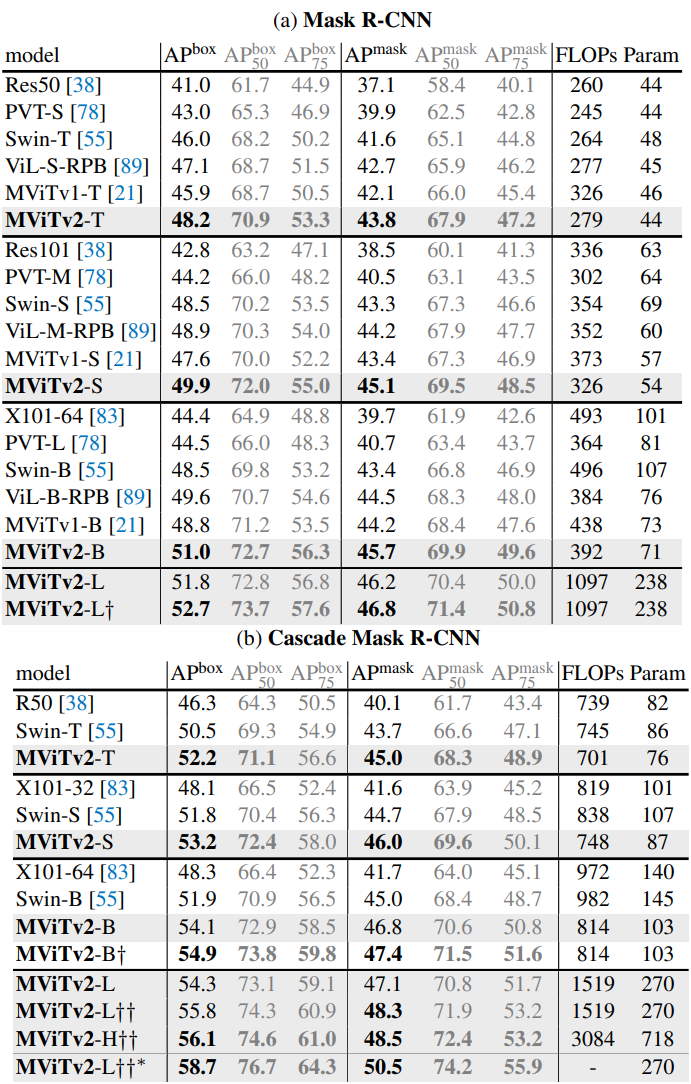 (a) Mask R-CNN
model AP^box AP^box_50 AP^box_75 AP^mask AP^mask_50 AP^mask_75 FLOPs Param
Res50 [38] 41.0 61.7 44.9 37.1 58.4 40.1 260 44
PVT-S [78] 43.0 65.3 46.9 39.9 62.5 42.8 245 44
Swin-T [55] 46.0 68.2 50.2 41.6 65.1 44.8 264 48
ViL-S-RPB [89] 47.1 68.7 51.5 42.7 65.9 46.2 277 45
MViTv1-T [21] 45.9 68.7 50.5 42.1 66.0 45.4 326 46
MViTv2-T 48.2 70.9 53.3 43.8 67.9 47.2 279 44
Res101 [38] 42.8 63.2 47.1 38.5 60.1 41.3 336 63
PVT-M [78] 44.2 66.0 48.2 40.5 63.1 43.5 302 64
Swin-S [55] 48.5 70.2 53.5 43.3 67.3 46.6 354 69
ViL-M-RPB [89] 48.9 70.3 54.0 44.2 67.9 47.7 352 60
MViTv1-S [21] 47.6 70.0 52.2 43.4 67.3 46.9 373 57
MViTv2-S 49.9 72.0 55.0 45.1 69.5 48.5 326 54
X101-64 [83] 44.4 64.9 48.8 39.7 61.9 42.6 493 101
PVT-L [78] 44.5 66.0 48.3 40.7 63.4 43.7 364 81
Swin-B [55] 48.5 69.8 53.2 43.4 66.8 46.9 496 107
ViL-B-RPB [89] 49.6 70.7 54.6 44.5 68.3 48.0 384 76
MViTv1-B [21] 48.8 71.2 53.5 44.2 68.4 47.6 438 73
MViTv2-B 51.0 72.7 56.3 45.7 69.9 49.6 392 71
MViTv2-L 51.8 72.8 56.8 46.2 70.4 50.0 1097 238
MViTv2-L† 52.7 73.7 57.6 46.8 71.4 50.8 1097 238
(b) Cascade Mask R-CNN
model AP^box AP^box_50 AP^box_75 AP^mask AP^mask_50 AP^mask_75 FLOPs Param
R50 [38] 46.3 64.3 50.5 40.1 61.7 43.4 739 82
Swin-T [55] 50.5 69.3 54.9 43.7 66.6 47.1 745 86
MViTv2-T 52.2 71.1 56.6 45.0 68.3 48.9 701 76
X101-32 [83] 48.1 66.5 52.4 41.6 63.9 45.2 819 101
Swin-S [55] 51.8 70.4 56.3 44.7 67.9 48.5 838 107
MViTv2-S 53.2 72.4 58.0 46.0 69.6 50.1 748 87
X101-64 [83] 48.3 66.4 52.3 41.7 64.0 45.1 972 140
Swin-B [55] 51.9 70.9 56.5 45.0 68.4 48.7 982 145
MViTv2-B 54.1 72.9 58.5 46.8 70.6 50.8 814 103
MViTv2-B† 54.9 73.8 59.8 47.4 71.5 51.6 814 103
MViTv2-L 54.3 73.1 59.1 47.1 70.8 51.7 1519 270
MViTv2-L†† 55.8 74.3 60.9 48.3 71.9 53.2 1519 270
MViTv2-H†† 56.1 74.6 61.0 48.5 72.4 53.2 3084 718
MViTv2-L††* 58.7 76.7 64.3 50.5 74.2 55.9 - 270